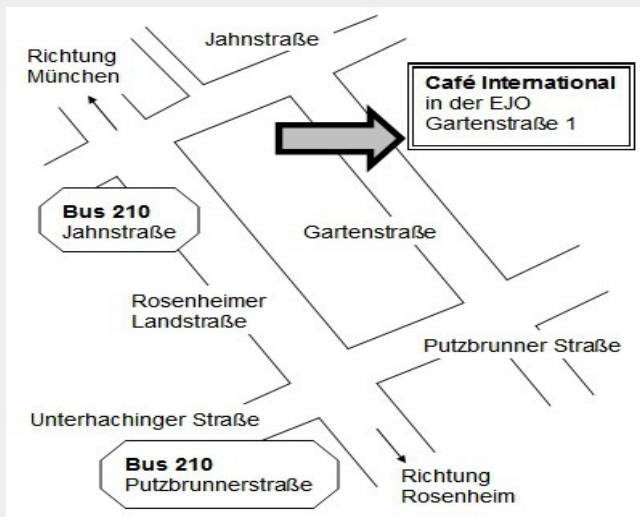 Jahnstraße
Richtung
München
Café International
in der EJO
Gartenstraße 1
Bus 210
Jahnstraße
Gartenstraße
Rosenheimer
Landstraße
Putzbrunner Straße
Unterhachinger Straße
Bus 210
Putzbrunnerstraße
Richtung
Rosenheim